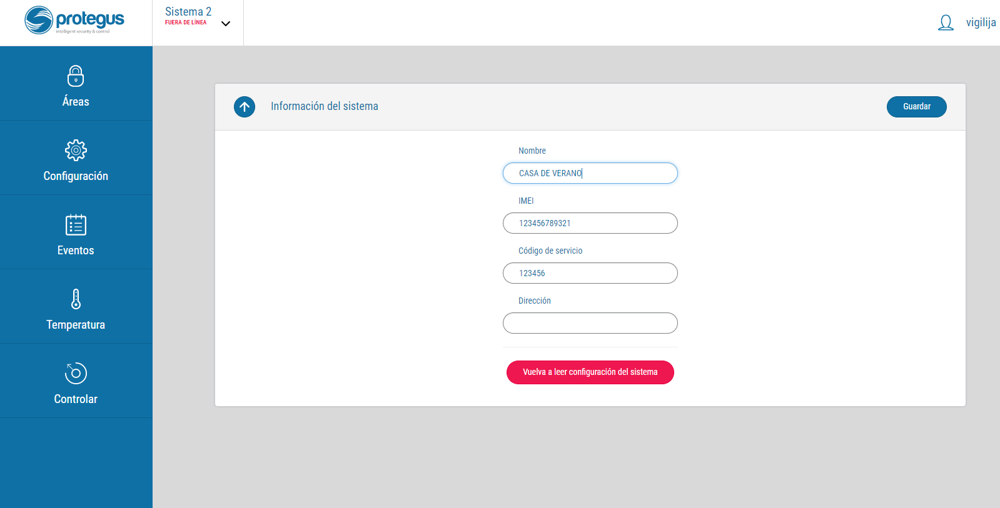 protegus
intelligent security & control
Sistema 2
FUERA DE LÍNEA
vigilija
Áreas
Configuración
Eventos
Temperatura
Controlar
Información del sistema
Guardar
Nombre
CASA DE VERANO
IMEI
123456789321
Código de servicio
123456
Dirección
Vuelva a leer configuración del sistema